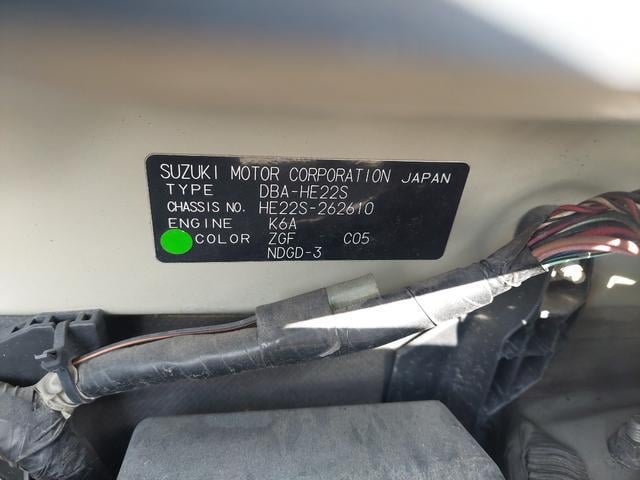 SUZUKI MOTOR CORPORATION JAPAN
TYPE DBA-HE22S
CHASSIS NO. HE22S-262610
ENGINE K6A
COLOR ZGF C05
NDGD-3